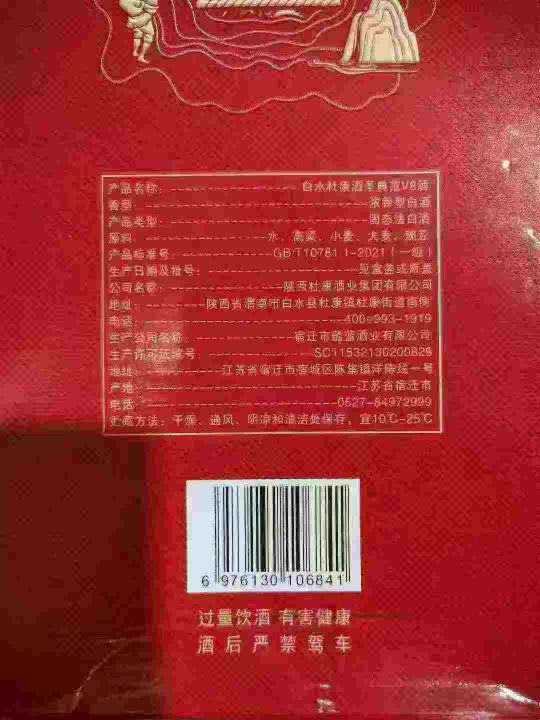 产品名称：白水杜康酒圣典范V8酒
香型：浓香型白酒
产品类型：固态法白酒
原料：水、高粱、小麦、大麦、豌豆
产品标准号：GB/T10781.1-2021（一级）
生产日期及批号：见盒盖或瓶盖
公司名称：陕西杜康酒业集团有限公司
地址：陕西省渭南市白水县杜康镇杜康街道南侧
电话：400-993-1919
生产公司名称：宿迁市蕴蓝酒业有限公司
生产许可证编号：SC11532130200829
地址：江苏省宿迁市宿城区陈集镇洋砖线一号
产地：江苏省宿迁市
电话：0527-84972999
贮藏方法：干燥、通风、阴凉和清洁处保存，宜10℃-25℃
6 976130 106841
过量饮酒 有害健康
酒后严禁驾车